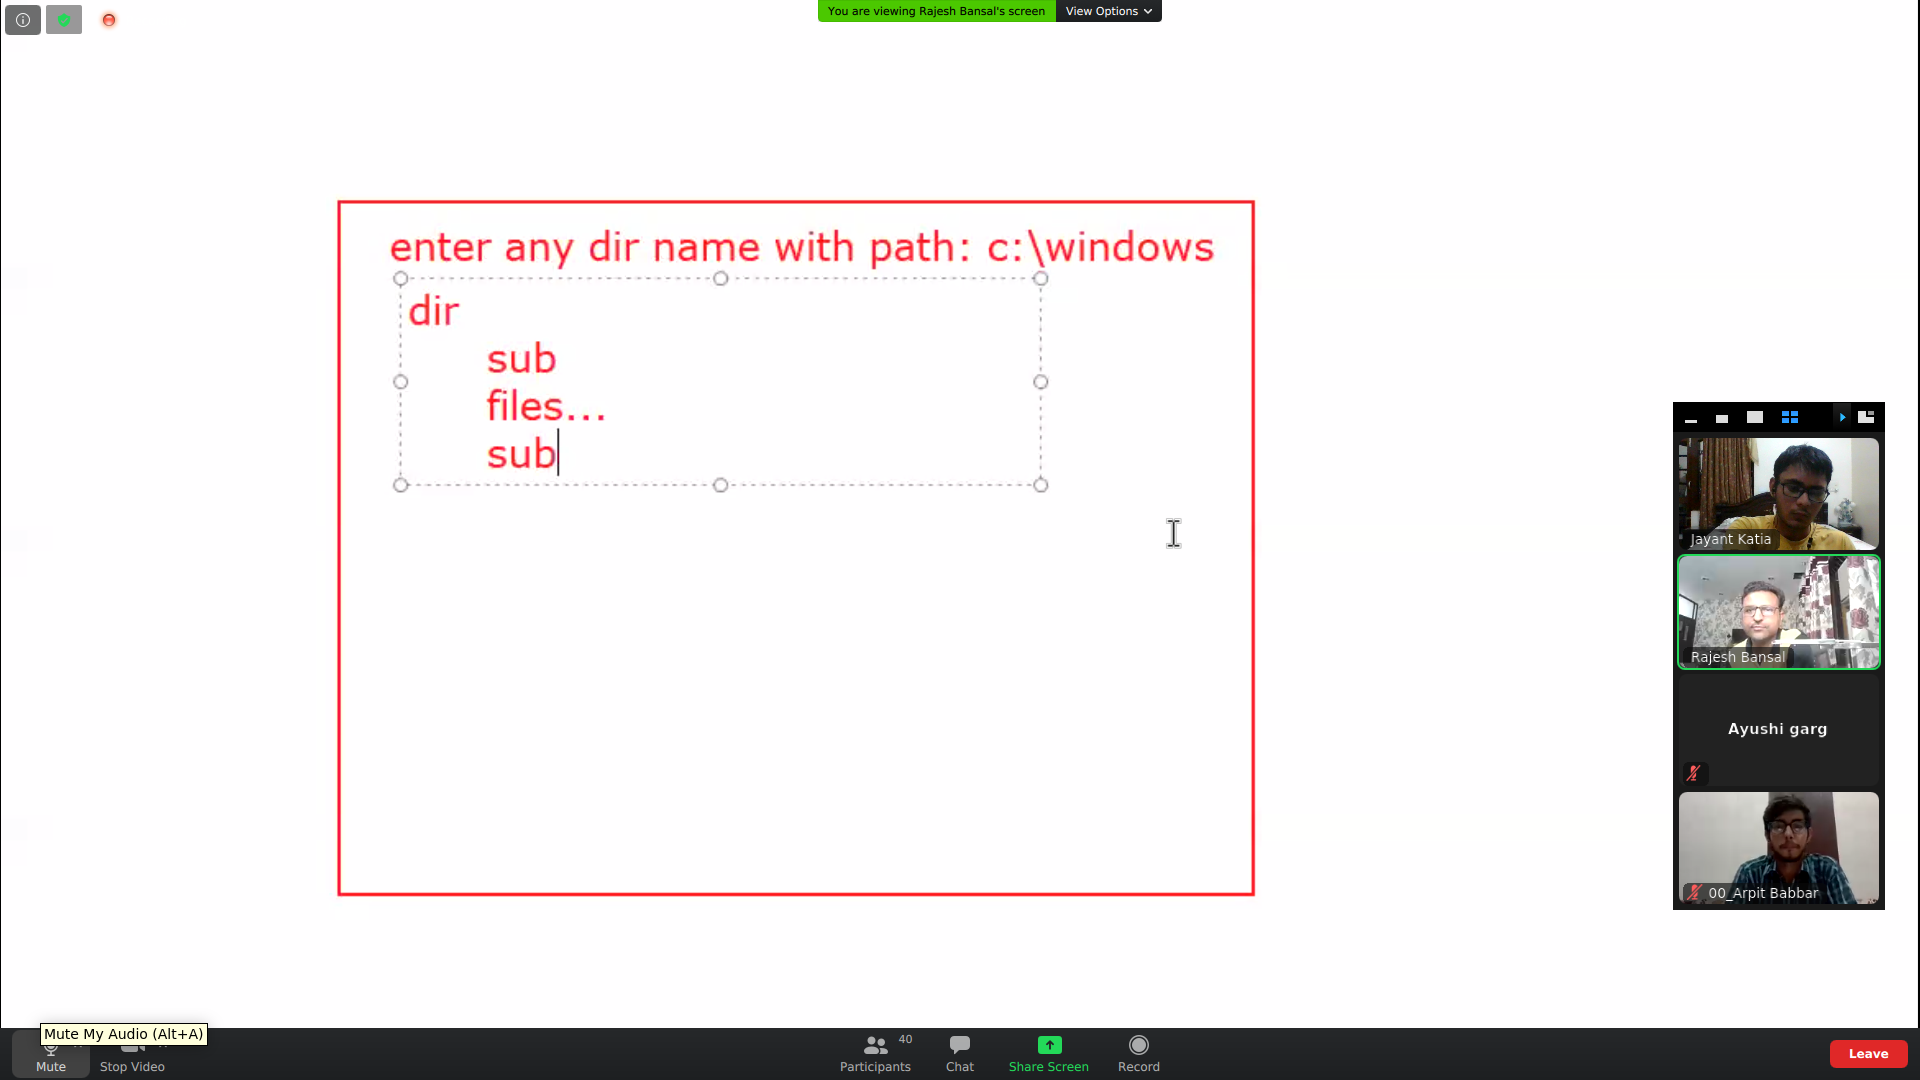 You are viewing Rajesh Bansal's screen View Options
enter any dir name with path: c:\windows
dir
sub
files...
sub
Jayant Katia
Rajesh Bansal
Ayushi garg
00_Arpit Babbar
Mute My Audio (Alt+A)
Mute
Stop Video
Participants
40
Chat
Share Screen
Record
Leave